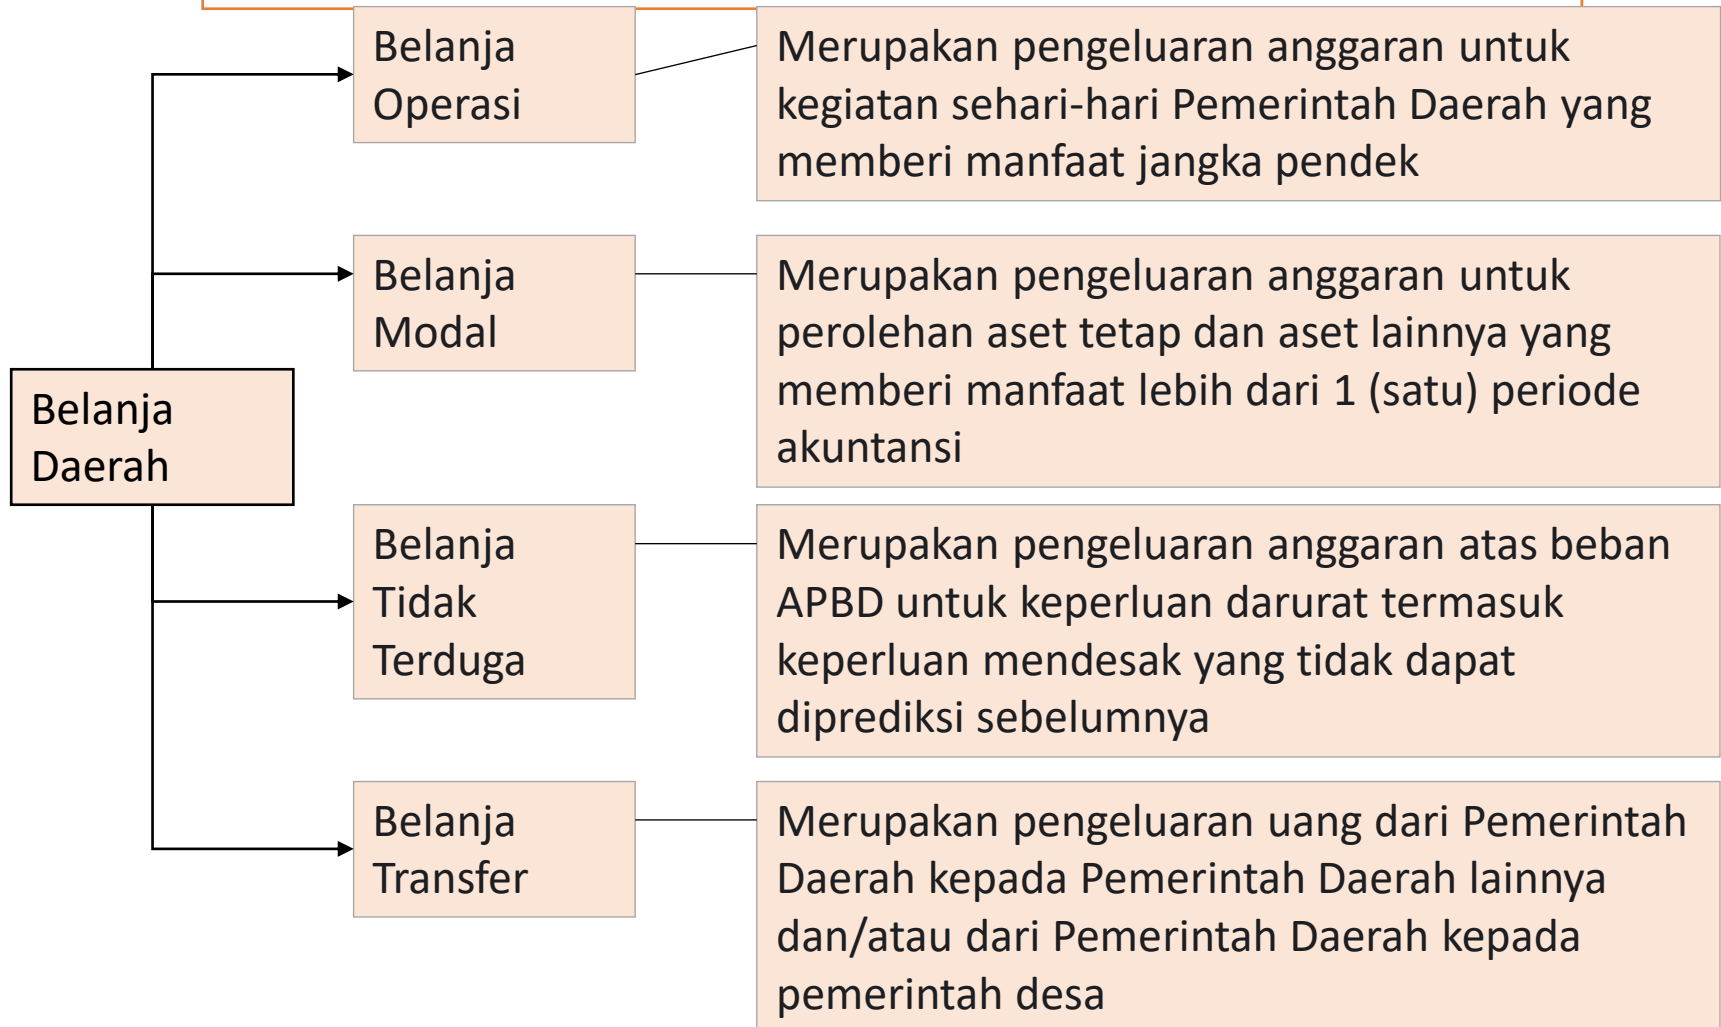 Belanja
Daerah
Belanja
Operasi
Merupakan pengeluaran anggaran untuk
kegiatan sehari-hari Pemerintah Daerah yang
memberi manfaat jangka pendek
Belanja
Modal
Merupakan pengeluaran anggaran untuk
perolehan aset tetap dan aset lainnya yang
memberi manfaat lebih dari 1 (satu) periode
akuntansi
Belanja
Tidak
Terduga
Merupakan pengeluaran anggaran atas beban
APBD untuk keperluan darurat termasuk
keperluan mendesak yang tidak dapat
diprediksi sebelumnya
Belanja
Transfer
Merupakan pengeluaran uang dari Pemerintah
Daerah kepada Pemerintah Daerah lainnya
dan/atau dari Pemerintah Daerah kepada
pemerintah desa